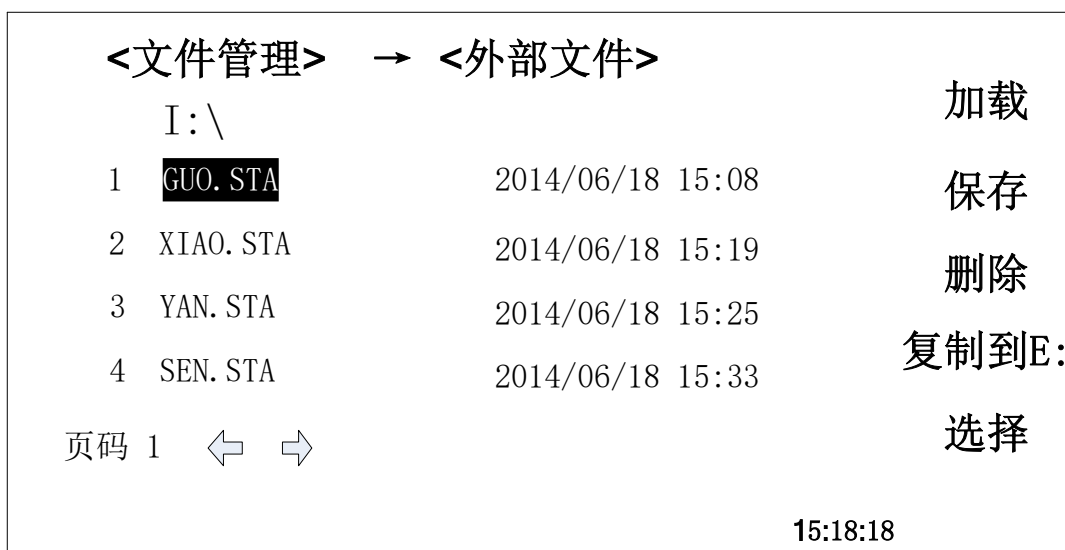 <文件管理> → <外部文件>
加载
I:\
1 GUO.STA 2014/06/18 15:08
保存
2 XIAO.STA 2014/06/18 15:19
删除
3 YAN.STA 2014/06/18 15:25
复制到E:
4 SEN.STA 2014/06/18 15:33
选择
页码 1
15:18:18